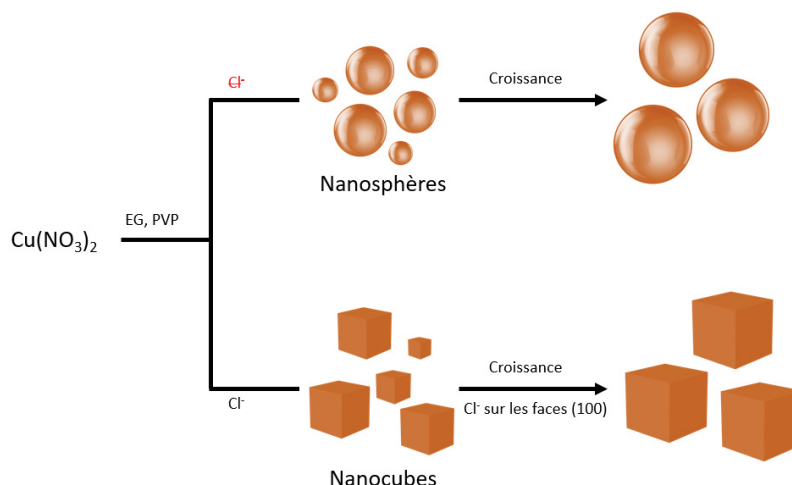 Cl⁻
Croissance
Nanosphères
EG, PVP
Cu(NO₃)₂
Croissance
Cl⁻
Cl⁻ sur les faces (100)
Nanocubes